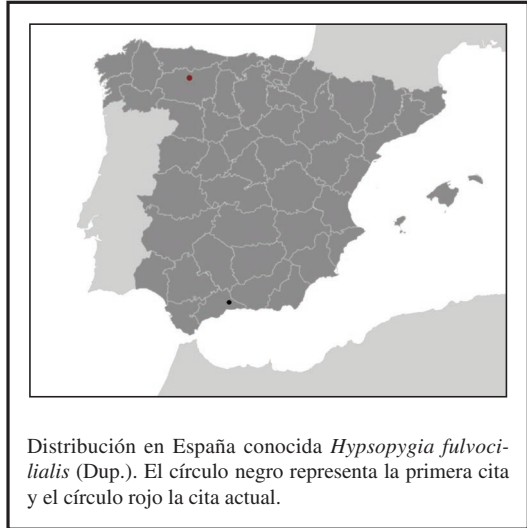 Distribución en España conocida Hypsopygia fulvoci-
lialis (Dup.). El círculo negro representa la primera cita
y el círculo rojo la cita actual.